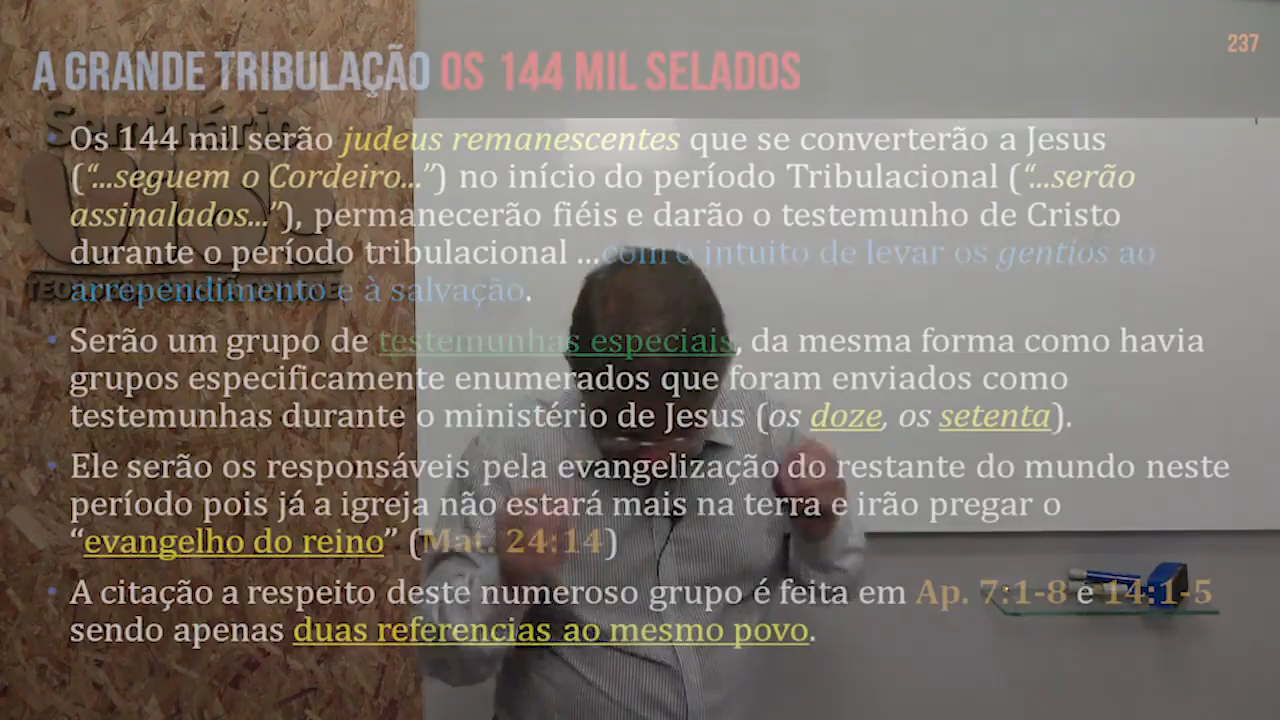 237
A GRANDE TRIBULAÇÃO OS 144 MIL SELADOS
• Os 144 mil serão judeus remanescentes que se converterão a Jesus
(“...seguem o Cordeiro...”) no início do período Tribulacional (“...serão
assinalados...”), permanecerão fiéis e darão o testemunho de Cristo
durante o período tribulacional ...com o intuito de levar os gentios ao
arrependimento e à salvação.
• Serão um grupo de testemunhas especiais, da mesma forma como havia
grupos especificamente enumerados que foram enviados como
testemunhas durante o ministério de Jesus (os doze, os setenta).
• Ele serão os responsáveis pela evangelização do restante do mundo neste
período pois já a igreja não estará mais na terra e irão pregar o
“evangelho do reino” (Mat. 24:14)
• A citação a respeito deste numeroso grupo é feita em Ap. 7:1-8 e 14:1-5
sendo apenas duas referencias ao mesmo povo.
Seminário